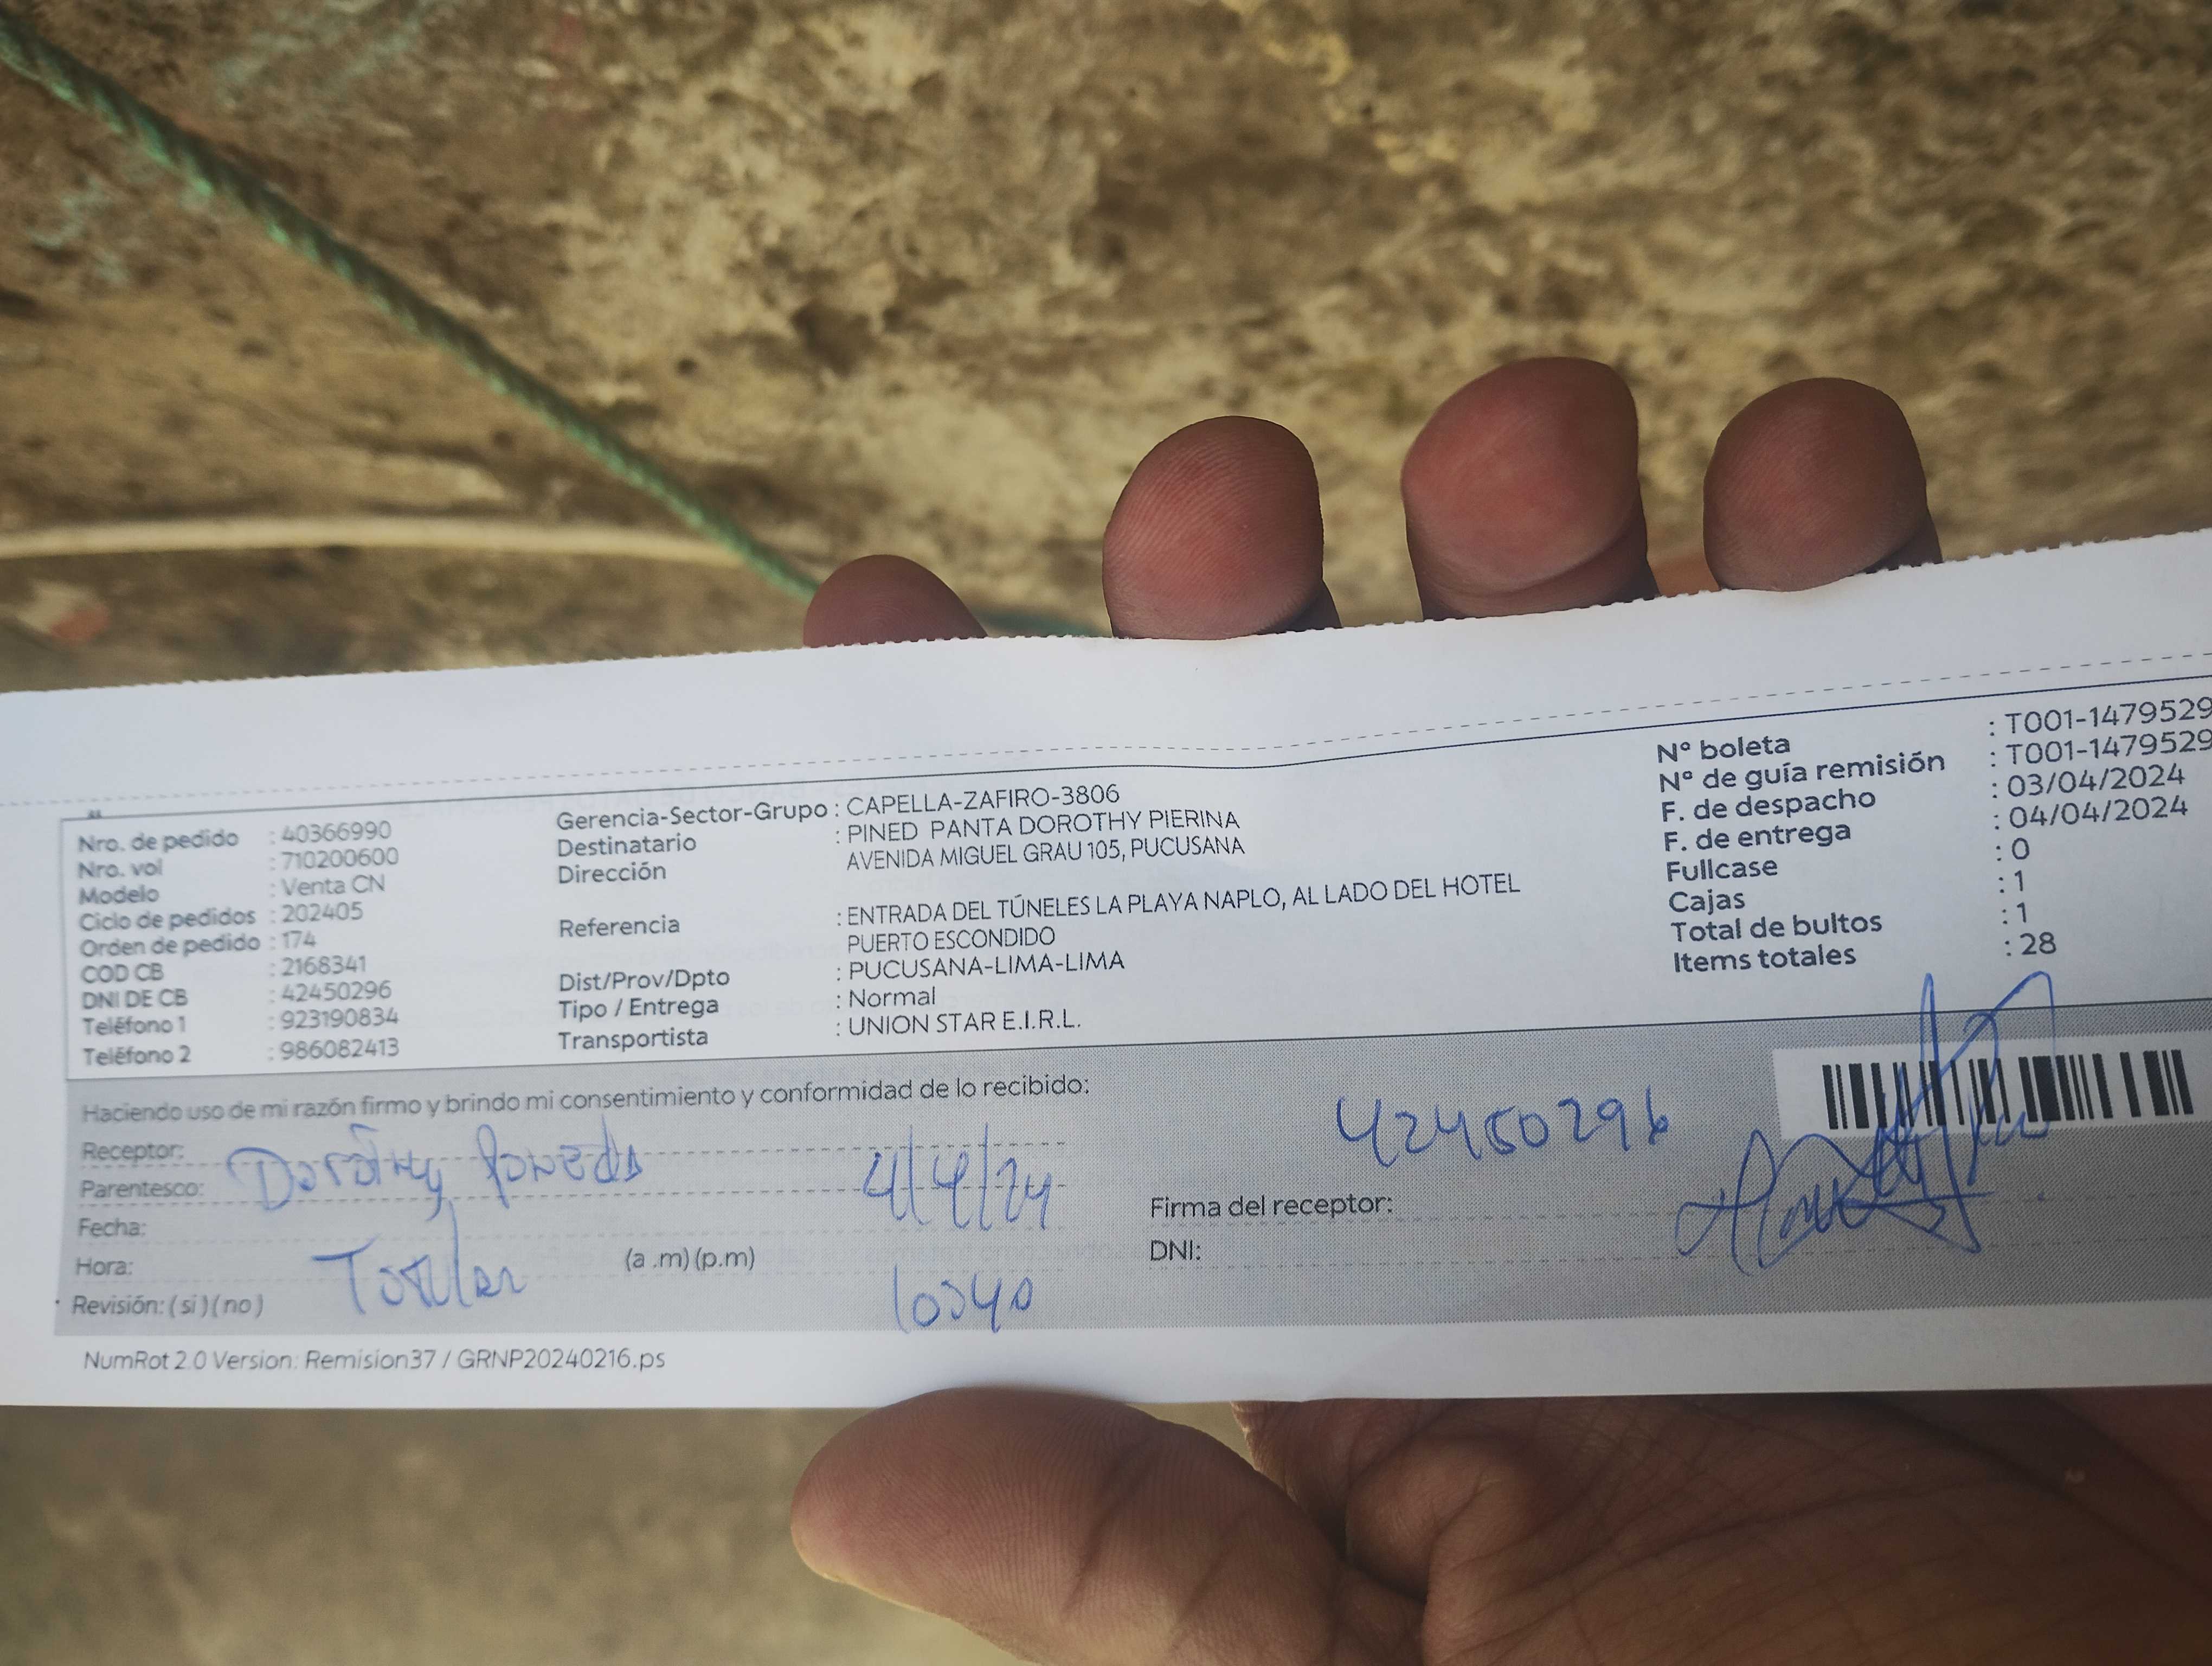 Nro. de pedido : 40366990
Nro. vol : 710200600
Modelo : Venta CN
Ciclo de pedidos : 202405
Orden de pedido : 174
COD CB : 2168341
DNI DE CB : 42450296
Teléfono 1 : 923190834
Teléfono 2 : 986082413
Gerencia-Sector-Grupo : CAPELLA-ZAFIRO-3806
Destinatario : PINED PANTA DOROTHY PIERINA
Dirección AVENIDA MIGUEL GRAU 105, PUCUSANA
Referencia : ENTRADA DEL TÚNELES LA PLAYA NAPLO, AL LADO DEL HOTEL
PUERTO ESCONDIDO
Dist/Prov/Dpto : PUCUSANA-LIMA-LIMA
Tipo / Entrega : Normal
Transportista : UNION STAR E.I.R.L.
Nº boleta : T001-1479529
Nº de guía remisión : T001-1479529
F. de despacho : 03/04/2024
F. de entrega : 04/04/2024
Fullcase : 0
Cajas : 1
Total de bultos : 1
Items totales : 28
Haciendo uso de mi razón firmo y brindo mi consentimiento y conformidad de lo recibido:
Receptor:
Parentesco: Dorothy 4/4/24
Fecha:
Hora: (a .m) (p.m)
Revisión: ( si ) ( no ) Titular 10:40
42450296
Firma del receptor:
DNI:
NumRot 2.0 Version: Remision37 / GRNP20240216.ps